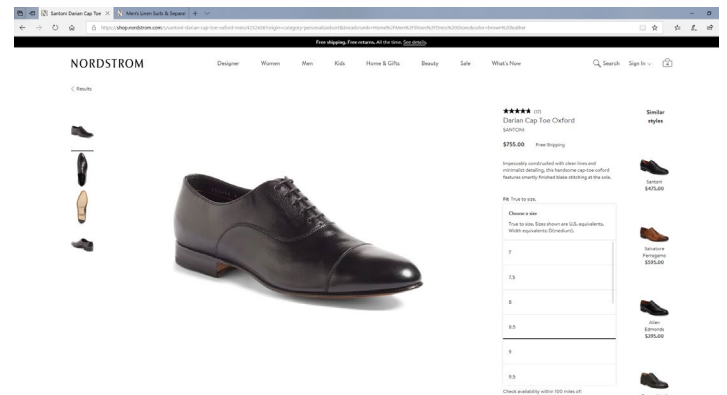 Santoni Darian Cap Toe
Men's Linen Suits & Separa
Free shipping. Free returns. All the time. See details.
NORDSTROM
Designer
Women
Men
Kids
Home & Gifts
Beauty
Sale
What's Now
Search
Sign In
Results
(17)
Darian Cap Toe Oxford
SANTONI
$755.00
Free Shipping
Impeccably constructed with clean lines and
minimalist detailing, this handsome cap-toe oxford
features smartly finished blake stitching at the sole.
Fit: True to size.
Choose a size
True to size. Sizes shown are U.S. equivalents.
Width equivalents: D(medium).
7
7.5
8
8.5
9
9.5
Check availability within 100 miles of:
Similar
styles
Santoni
$475.00
Salvatore
Ferragamo
$595.00
Allen
Edmonds
$395.00